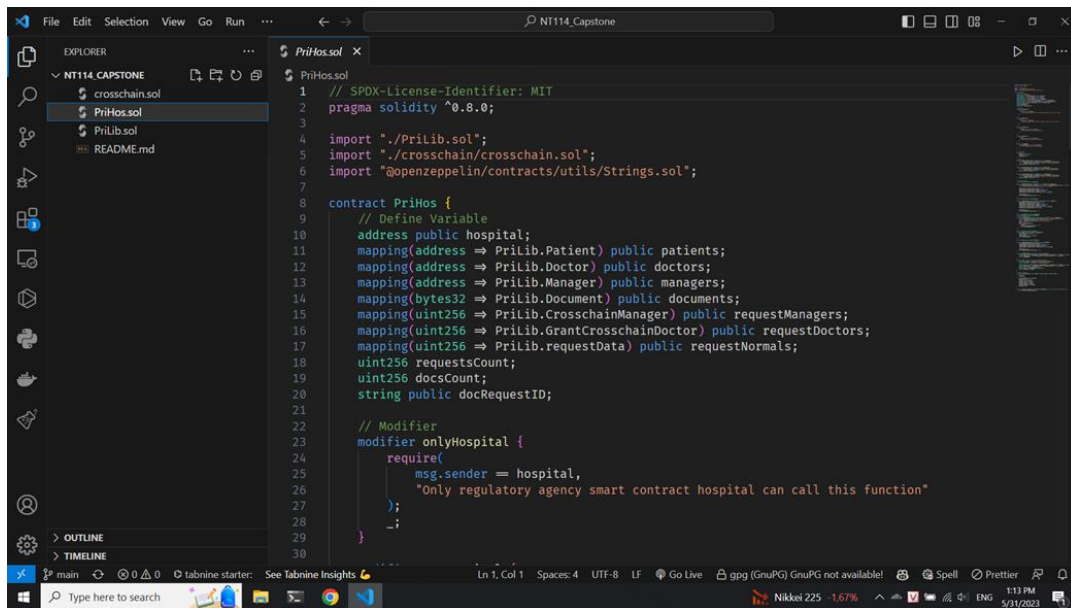 File Edit Selection View Go Run ··· ← → NT114_Capstone
EXPLORER ···
PriHos.sol ×
NT114_CAPSTONE
crosschain.sol
PriHos.sol
PriLib.sol
README.md
PriHos.sol
1 // SPDX-License-Identifier: MIT
2 pragma solidity ^0.8.0;
3
4 import "./PriLib.sol";
5 import "./crosschain/crosschain.sol";
6 import "@openzeppelin/contracts/utils/Strings.sol";
7
8 contract PriHos {
9 // Define Variable
10 address public hospital;
11 mapping(address ⇒ PriLib.Patient) public patients;
12 mapping(address ⇒ PriLib.Doctor) public doctors;
13 mapping(address ⇒ PriLib.Manager) public managers;
14 mapping(bytes32 ⇒ PriLib.Document) public documents;
15 mapping(uint256 ⇒ PriLib.CrosschainManager) public requestManagers;
16 mapping(uint256 ⇒ PriLib.GrantCrosschainDoctor) public requestDoctors;
17 mapping(uint256 ⇒ PriLib.requestData) public requestNormals;
18 uint256 requestsCount;
19 uint256 docsCount;
20 string public docRequestID;
21
22 // Modifier
23 modifier onlyHospital {
24 require(
25 msg.sender == hospital,
26 "Only regulatory agency smart contract hospital can call this function"
27 );
28 _;
29 }
30
3
OUTLINE
TIMELINE
main 0 0 tabnine starter: See Tabnine Insights Ln 1, Col 1 Spaces: 4 UTF-8 LF Go Live gpg (GnuPG) GnuPG not available! Spell Prettier
Type here to search Nikkei 225 -1,67% V ENG 1:13 PM
5/31/2023